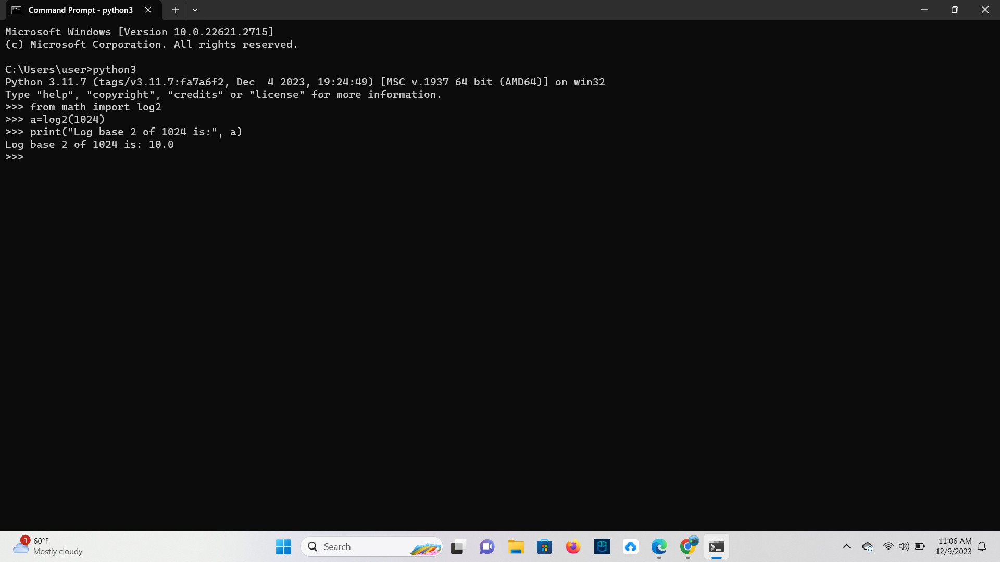 Command Prompt - python3
Microsoft Windows [Version 10.0.22621.2715]
(c) Microsoft Corporation. All rights reserved.
C:\Users\user>python3
Python 3.11.7 (tags/v3.11.7:fa7a6f2, Dec  4 2023, 19:24:49) [MSC v.1937 64 bit (AMD64)] on win32
Type "help", "copyright", "credits" or "license" for more information.
>>> from math import log2
>>> a=log2(1024)
>>> print("Log base 2 of 1024 is:", a)
Log base 2 of 1024 is: 10.0
>>>
1
60°F
Mostly cloudy
Search
11:06 AM
12/9/2023